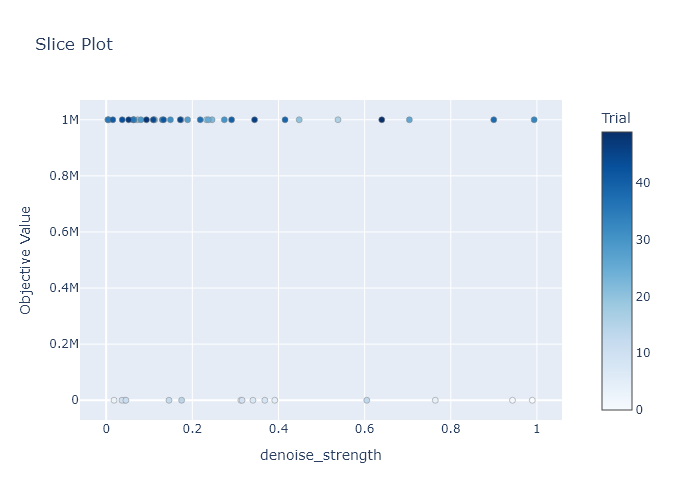 Slice Plot
Trial
1M
0.8M
0.6M
0.4M
0.2M
0
Objective Value
0
0.2
0.4
0.6
0.8
1
denoise_strength
40
30
20
10
0